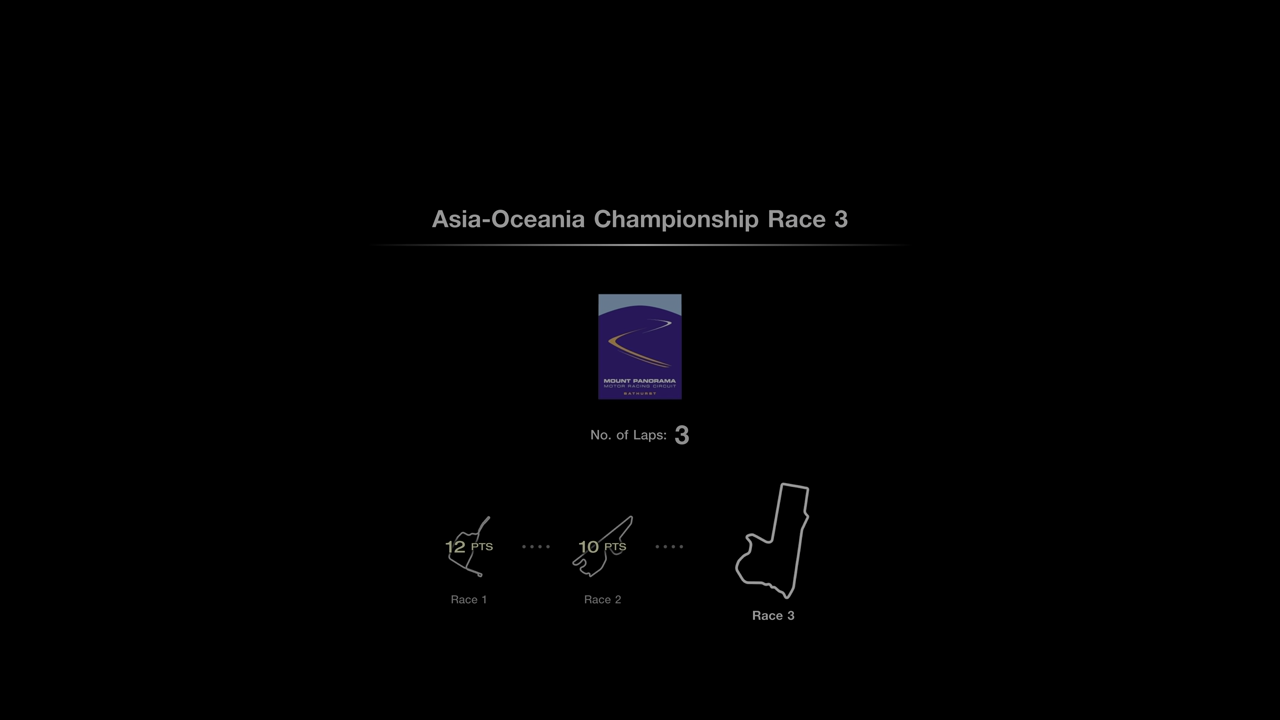 Asia-Oceania Championship Race 3
MOUNT PANORAMA
MOTOR RACING CIRCUIT
BATHURST
No. of Laps: 3
12 PTS
10 PTS
Race 1
Race 2
Race 3